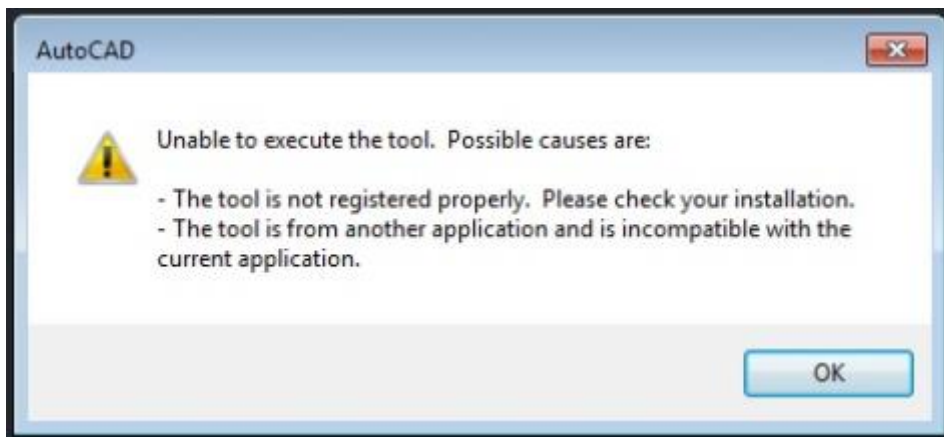 AutoCAD
Unable to execute the tool.  Possible causes are:
- The tool is not registered properly.  Please check your installation.
- The tool is from another application and is incompatible with the
current application.
OK